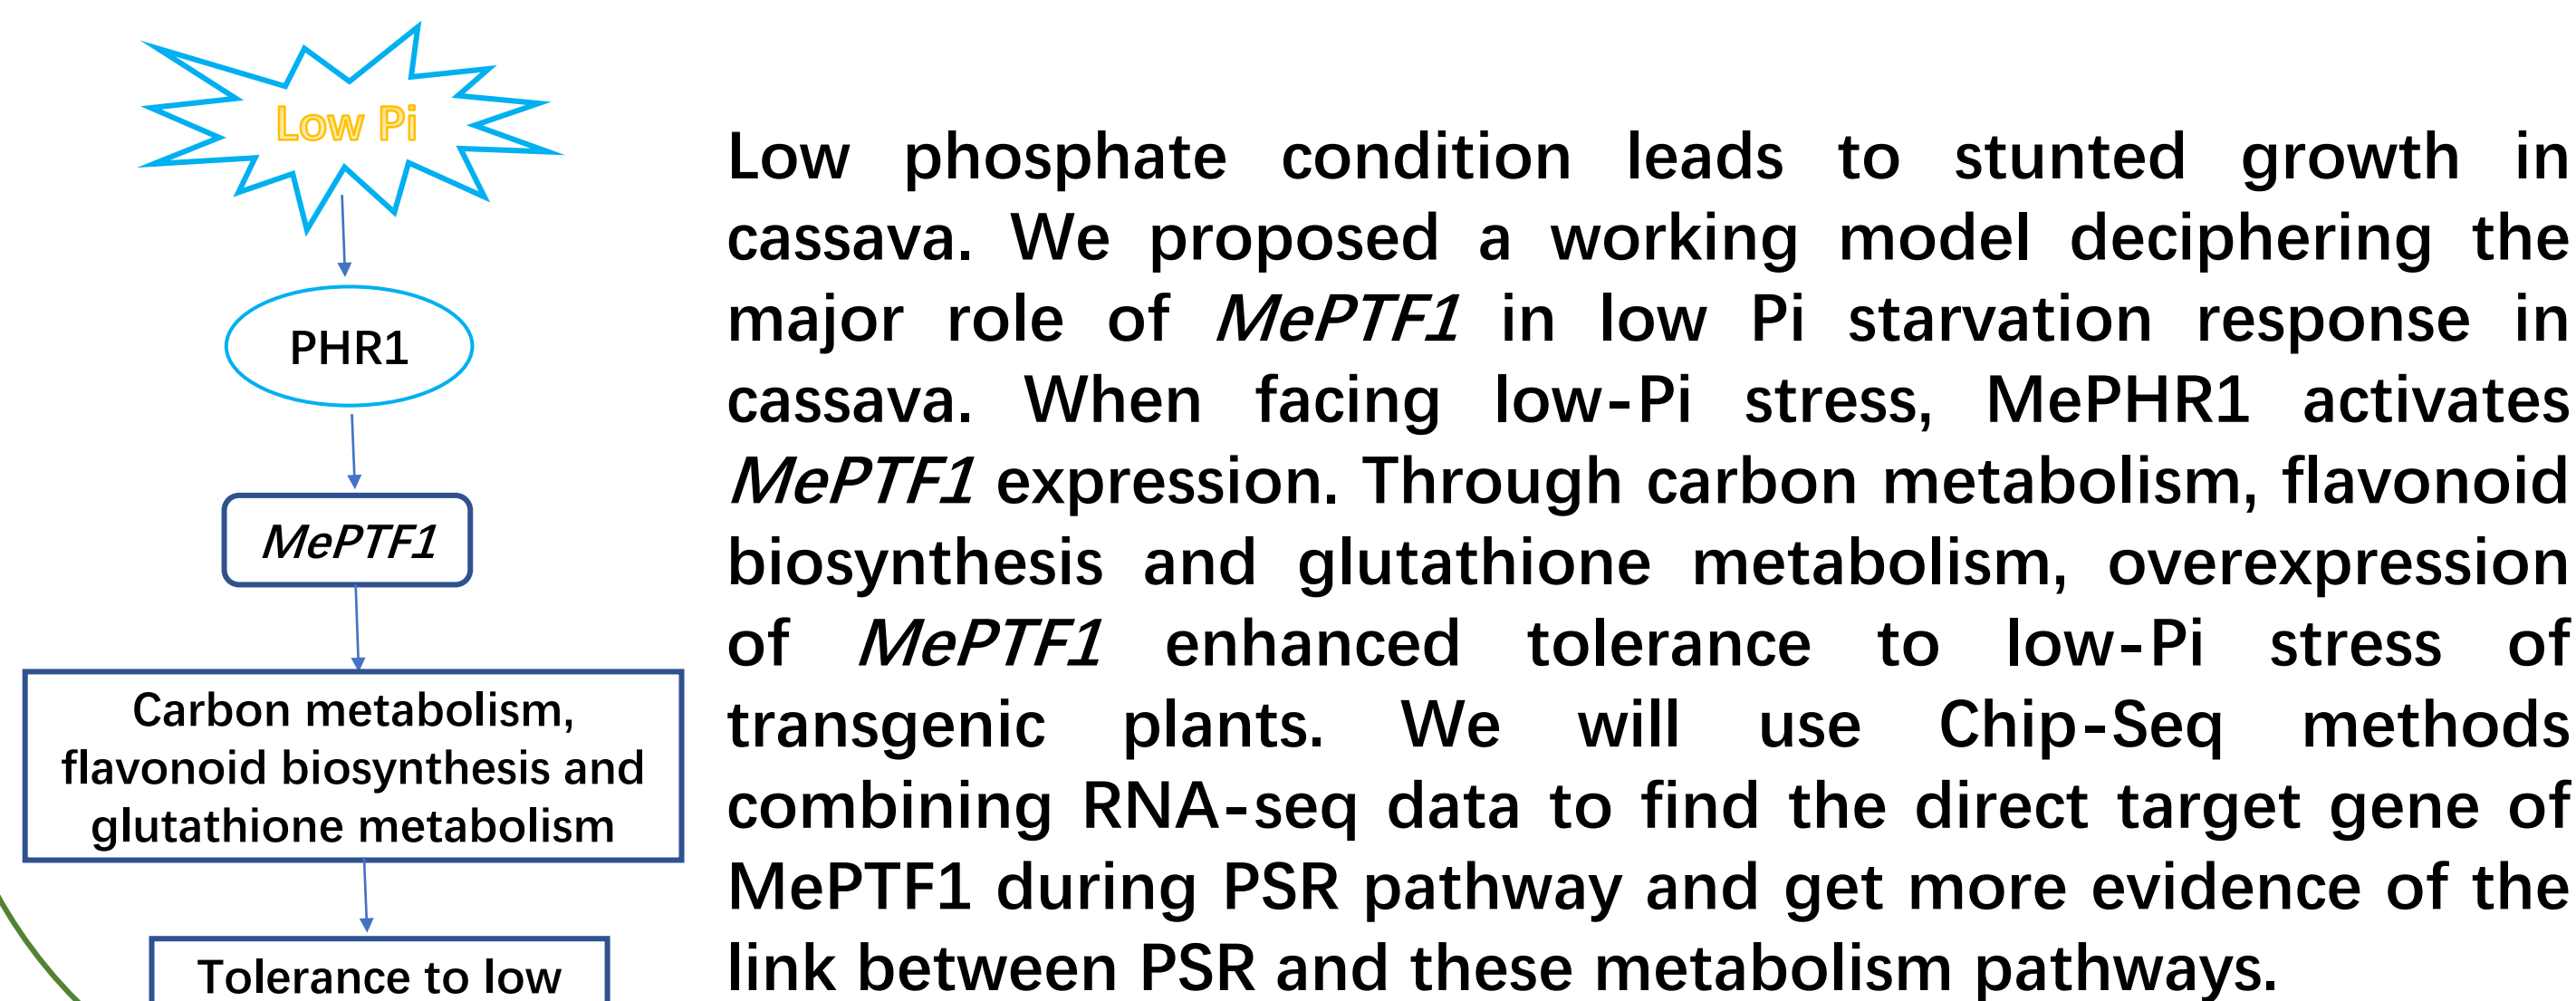 Low Pi
PHR1
MePTF1
Carbon metabolism,
flavonoid biosynthesis and
glutathione metabolism
Tolerance to low
Low phosphate condition leads to stunted growth in
cassava. We proposed a working model deciphering the
major role of MePTF1 in low Pi starvation response in
cassava. When facing low-Pi stress, MePHR1 activates
MePTF1 expression. Through carbon metabolism, flavonoid
biosynthesis and glutathione metabolism, overexpression
of MePTF1 enhanced tolerance to low-Pi stress of
transgenic plants. We will use Chip-Seq methods
combining RNA-seq data to find the direct target gene of
MePTF1 during PSR pathway and get more evidence of the
link between PSR and these metabolism pathways.